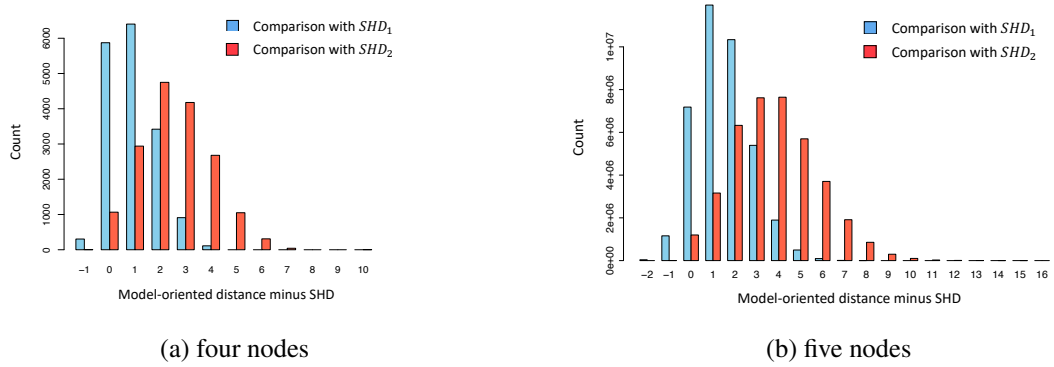 Comparison with SHD₁
Comparison with SHD₂
Count
0 1000 2000 3000 4000 5000 6000
−1 0 1 2 3 4 5 6 7 8 9 10
Model-oriented distance minus SHD
(a) four nodes
Comparison with SHD₁
Comparison with SHD₂
Count
0e+00 2e+06 4e+06 6e+06 8e+06 1e+07
−2 −1 0 1 2 3 4 5 6 7 8 9 10 11 12 13 14 15 16
Model-oriented distance minus SHD
(b) five nodes